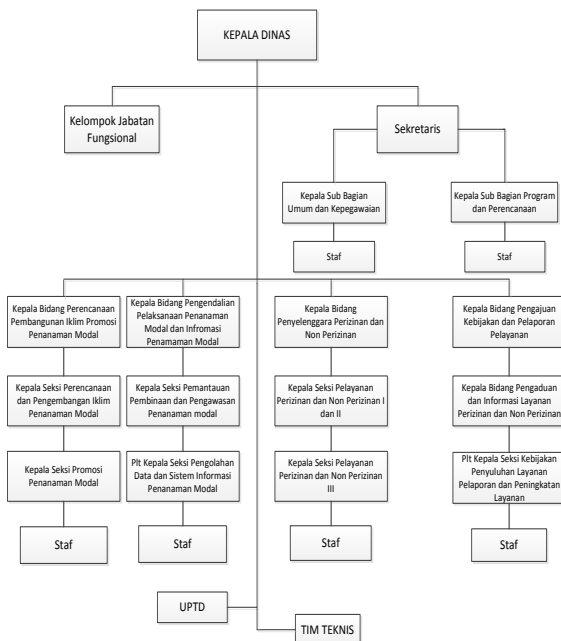 KEPALA DINAS
Kelompok Jabatan
Fungsional
Sekretaris
Kepala Sub Bagian
Umum dan Kepegawaian
Kepala Sub Bagian Program
dan Perencanaan
Staf
Staf
Kepala Bidang Perencanaan
Pembangunan Iklim Promosi
Penanaman Modal
Kepala Bidang Pengendalian
Pelaksanaan Penanaman
Modal dan Infromasi
Penamaman Modal
Kepala Bidang
Penyelenggara Perizinan dan
Non Perizinan
Kepala Bidang Pengajuan
Kebijakan dan Pelaporan
Pelayanan
Kepala Seksi Perencanaan
dan Pengembangan Iklim
Penanaman Modal
Kepala Seksi Pemantauan
Pembinaan dan Pengawasan
Penanaman modal
Kepala Seksi Pelayanan
Perizinan dan Non Perizinan I
dan II
Kepala Bidang Pengaduan
dan Informasi Layanan
Perizinan dan Non Perizinan
Kepala Seksi Promosi
Penanaman Modal
Plt Kepala Seksi Pengolahan
Data dan Sistem Informasi
Penanaman Modal
Kepala Seksi Pelayanan
Perizinan dan Non Perizinan
III
Plt Kepala Seksi Kebijakan
Penyuluhan Layanan
Pelaporan dan Peningkatan
Layanan
Staf
Staf
Staf
Staf
UPTD
TIM TEKNIS